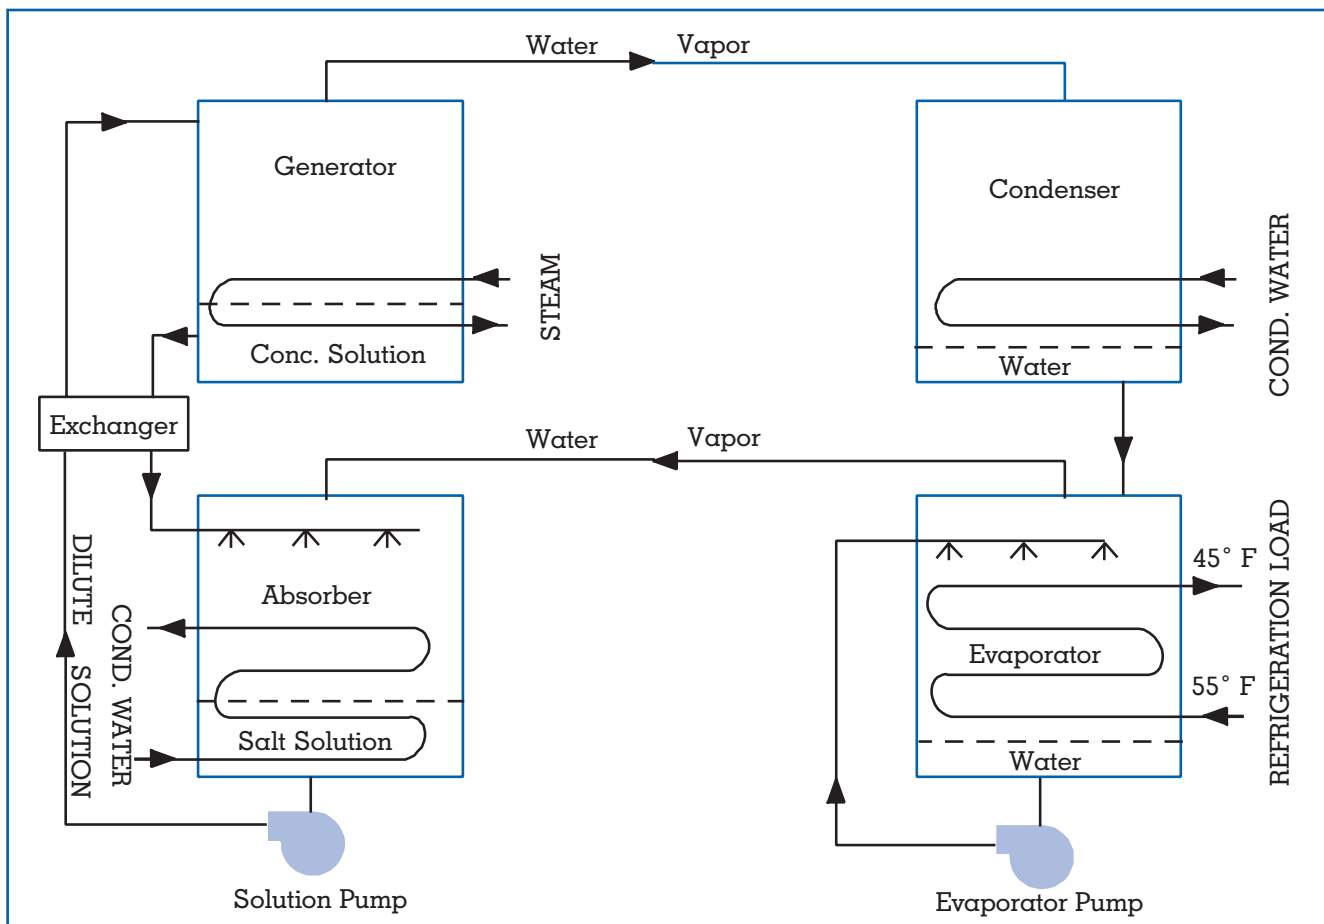 Water
Vapor
Generator
Condenser
STEAM
COND. WATER
Conc. Solution
Water
Exchanger
Water
Vapor
DILUTE SOLUTION
COND. WATER
Absorber
Salt Solution
45° F
Evaporator
55° F
REFRIGERATION LOAD
Water
Solution Pump
Evaporator Pump